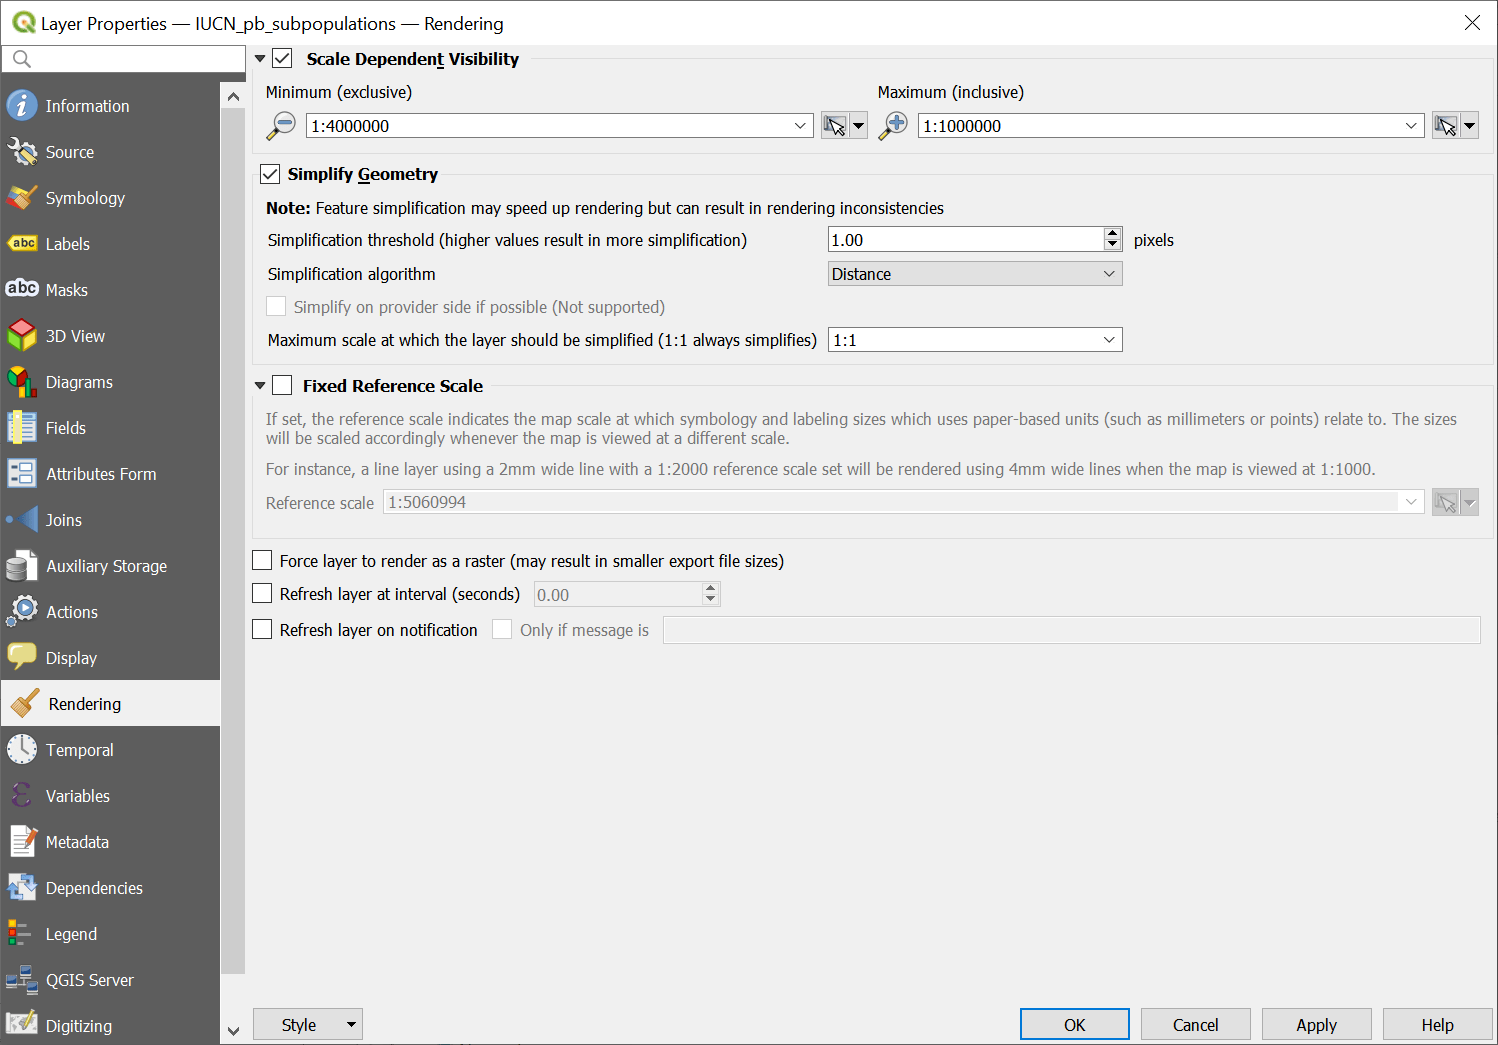 Layer Properties — IUCN_pb_subpopulations — Rendering
Information
Source
Symbology
abc Labels
abc Masks
3D View
Diagrams
Fields
Attributes Form
Joins
Auxiliary Storage
Actions
Display
Rendering
Temporal
ε Variables
Metadata
Dependencies
Legend
QGIS Server
Digitizing
Scale Dependent Visibility
Minimum (exclusive)
Maximum (inclusive)
1:4000000
1:1000000
Simplify Geometry
Note: Feature simplification may speed up rendering but can result in rendering inconsistencies
Simplification threshold (higher values result in more simplification)
1.00
pixels
Simplification algorithm
Distance
Simplify on provider side if possible (Not supported)
Maximum scale at which the layer should be simplified (1:1 always simplifies)
1:1
Fixed Reference Scale
If set, the reference scale indicates the map scale at which symbology and labeling sizes which uses paper-based units (such as millimeters or points) relate to. The sizes
will be scaled accordingly whenever the map is viewed at a different scale.
For instance, a line layer using a 2mm wide line with a 1:2000 reference scale set will be rendered using 4mm wide lines when the map is viewed at 1:1000.
Reference scale
1:5060994
Force layer to render as a raster (may result in smaller export file sizes)
Refresh layer at interval (seconds)
0.00
Refresh layer on notification
Only if message is
Style
OK
Cancel
Apply
Help